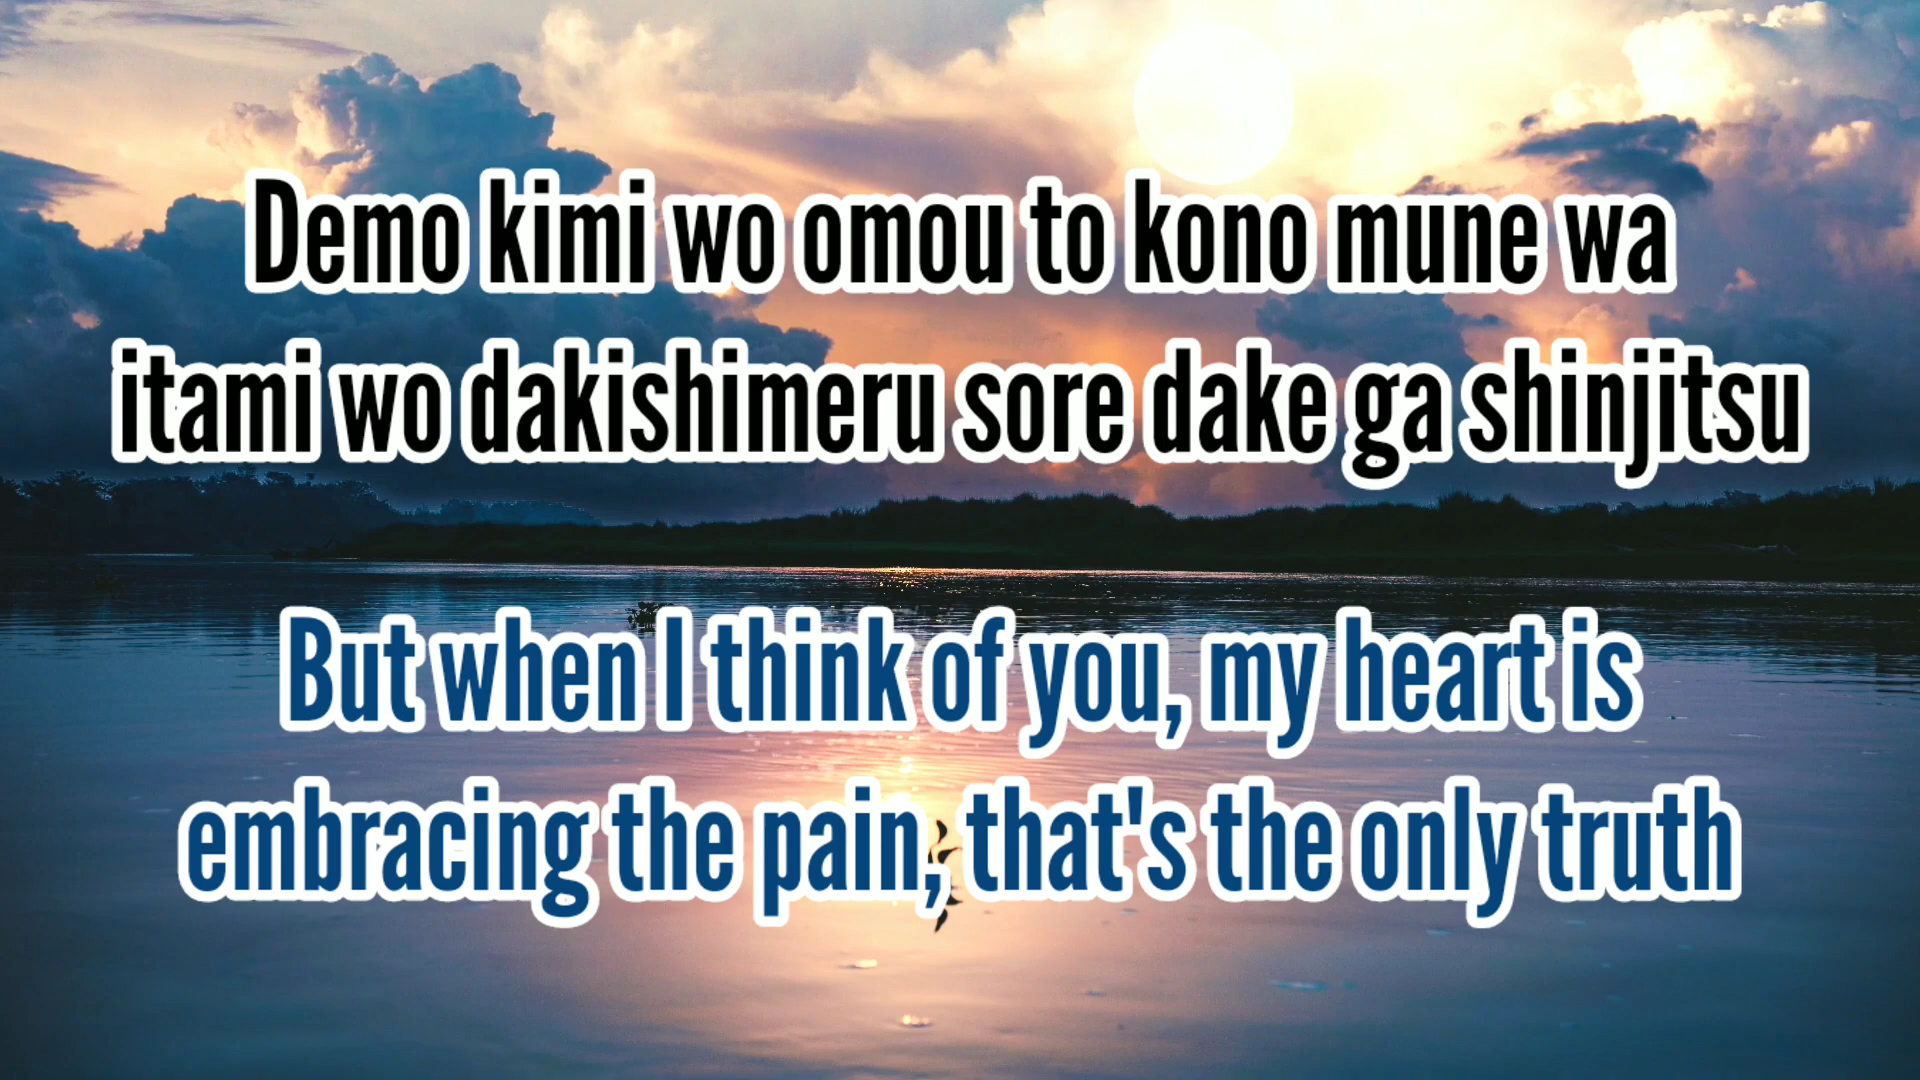 Demo kimi wo omou to kono mune wa
itami wo dakishimeru sore dake ga shinjitsu
But when I think of you, my heart is
embracing the pain, that's the only truth